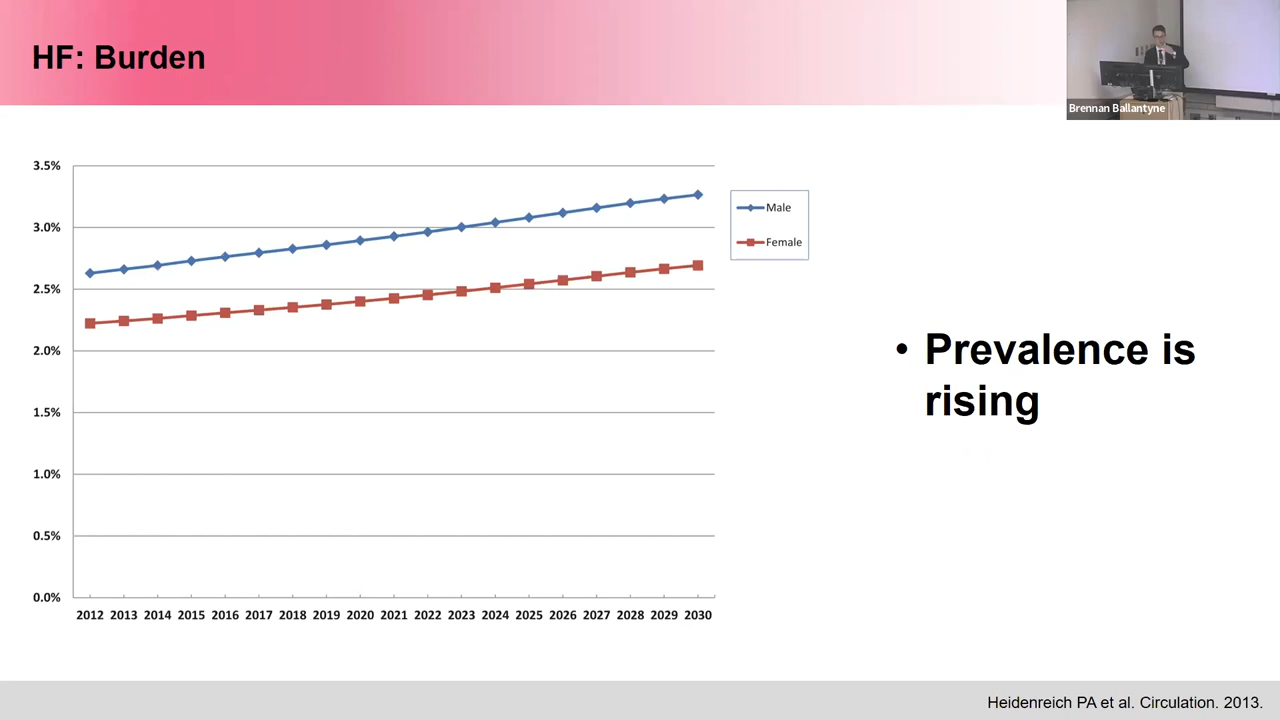 HF: Burden
Brennan Ballantyne
3.5%
3.0%
2.5%
2.0%
1.5%
1.0%
0.5%
0.0%
2012 2013 2014 2015 2016 2017 2018 2019 2020 2021 2022 2023 2024 2025 2026 2027 2028 2029 2030
Male
Female
• Prevalence is
rising
Heidenreich PA et al. Circulation. 2013.